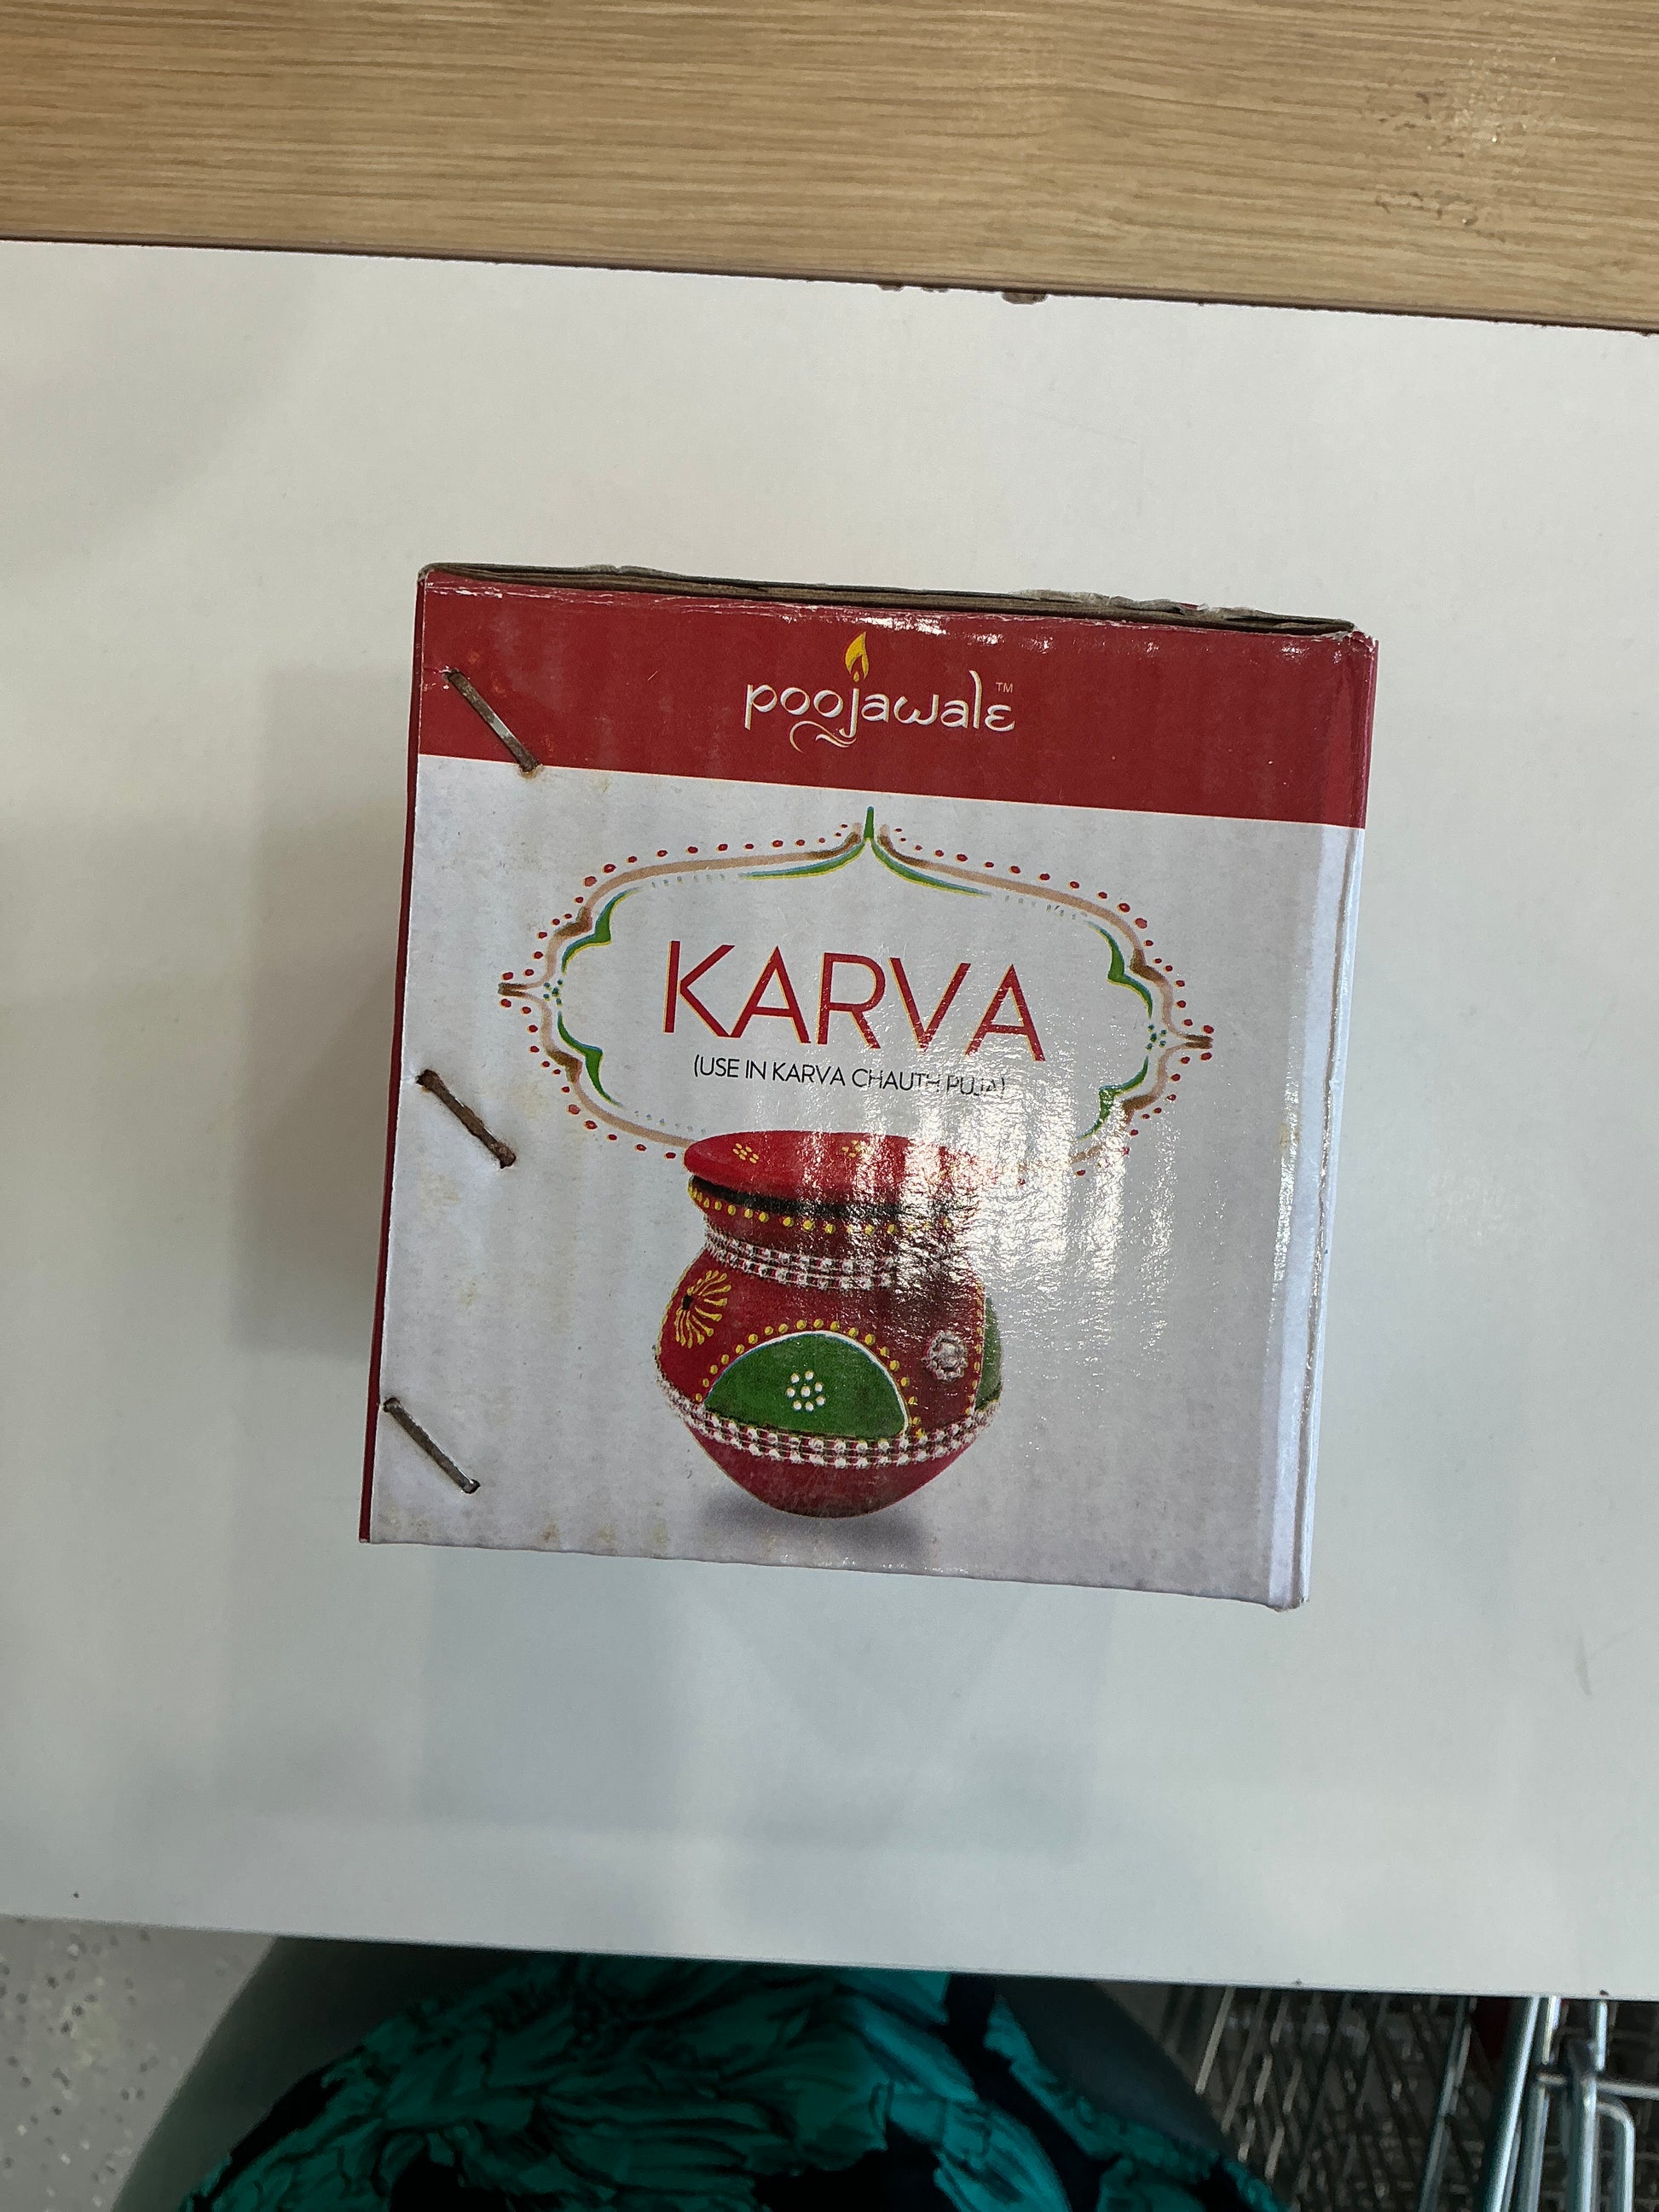 poojawale™
KARVA
(USE IN KARVA CHAUTH PUJA)